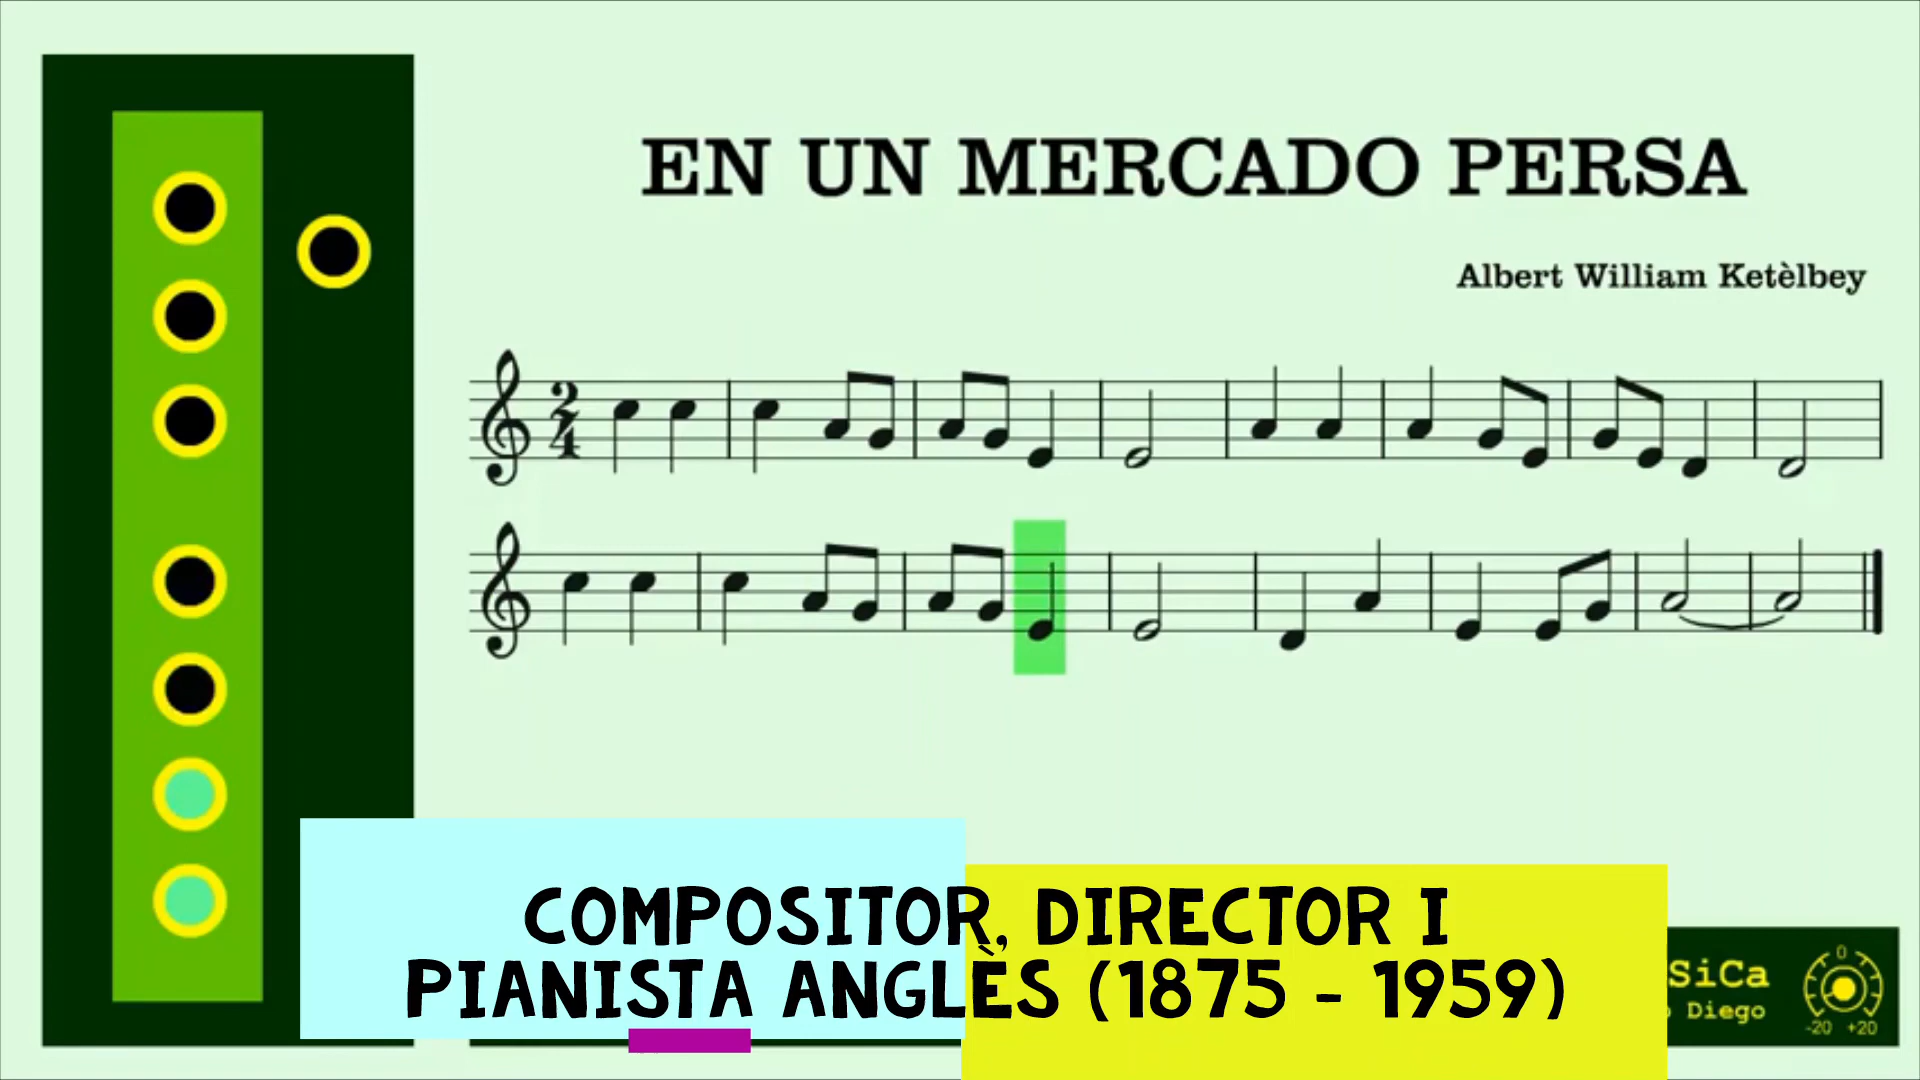 EN UN MERCADO PERSA
Albert William Ketèlbey
2
4
COMPOSITOR, DIRECTOR I
PIANISTA ANGLÈS (1875 - 1959)
SiCa
Diego
0
-20 +20